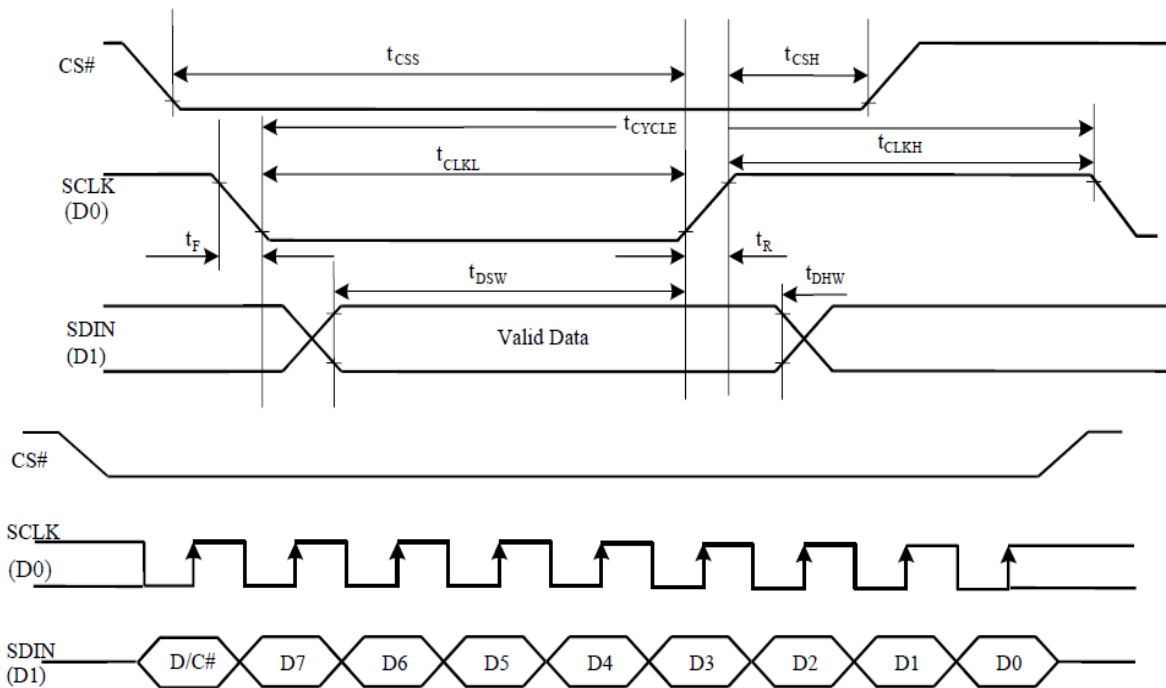 CS#
tCSS
tCSH
tCYCLE
tCLKL
tCLKH
SCLK
(D0)
tF
tR
tDSW
tDHW
SDIN
(D1)
Valid Data
CS#
SCLK
(D0)
SDIN
(D1)
D/C# D7 D6 D5 D4 D3 D2 D1 D0